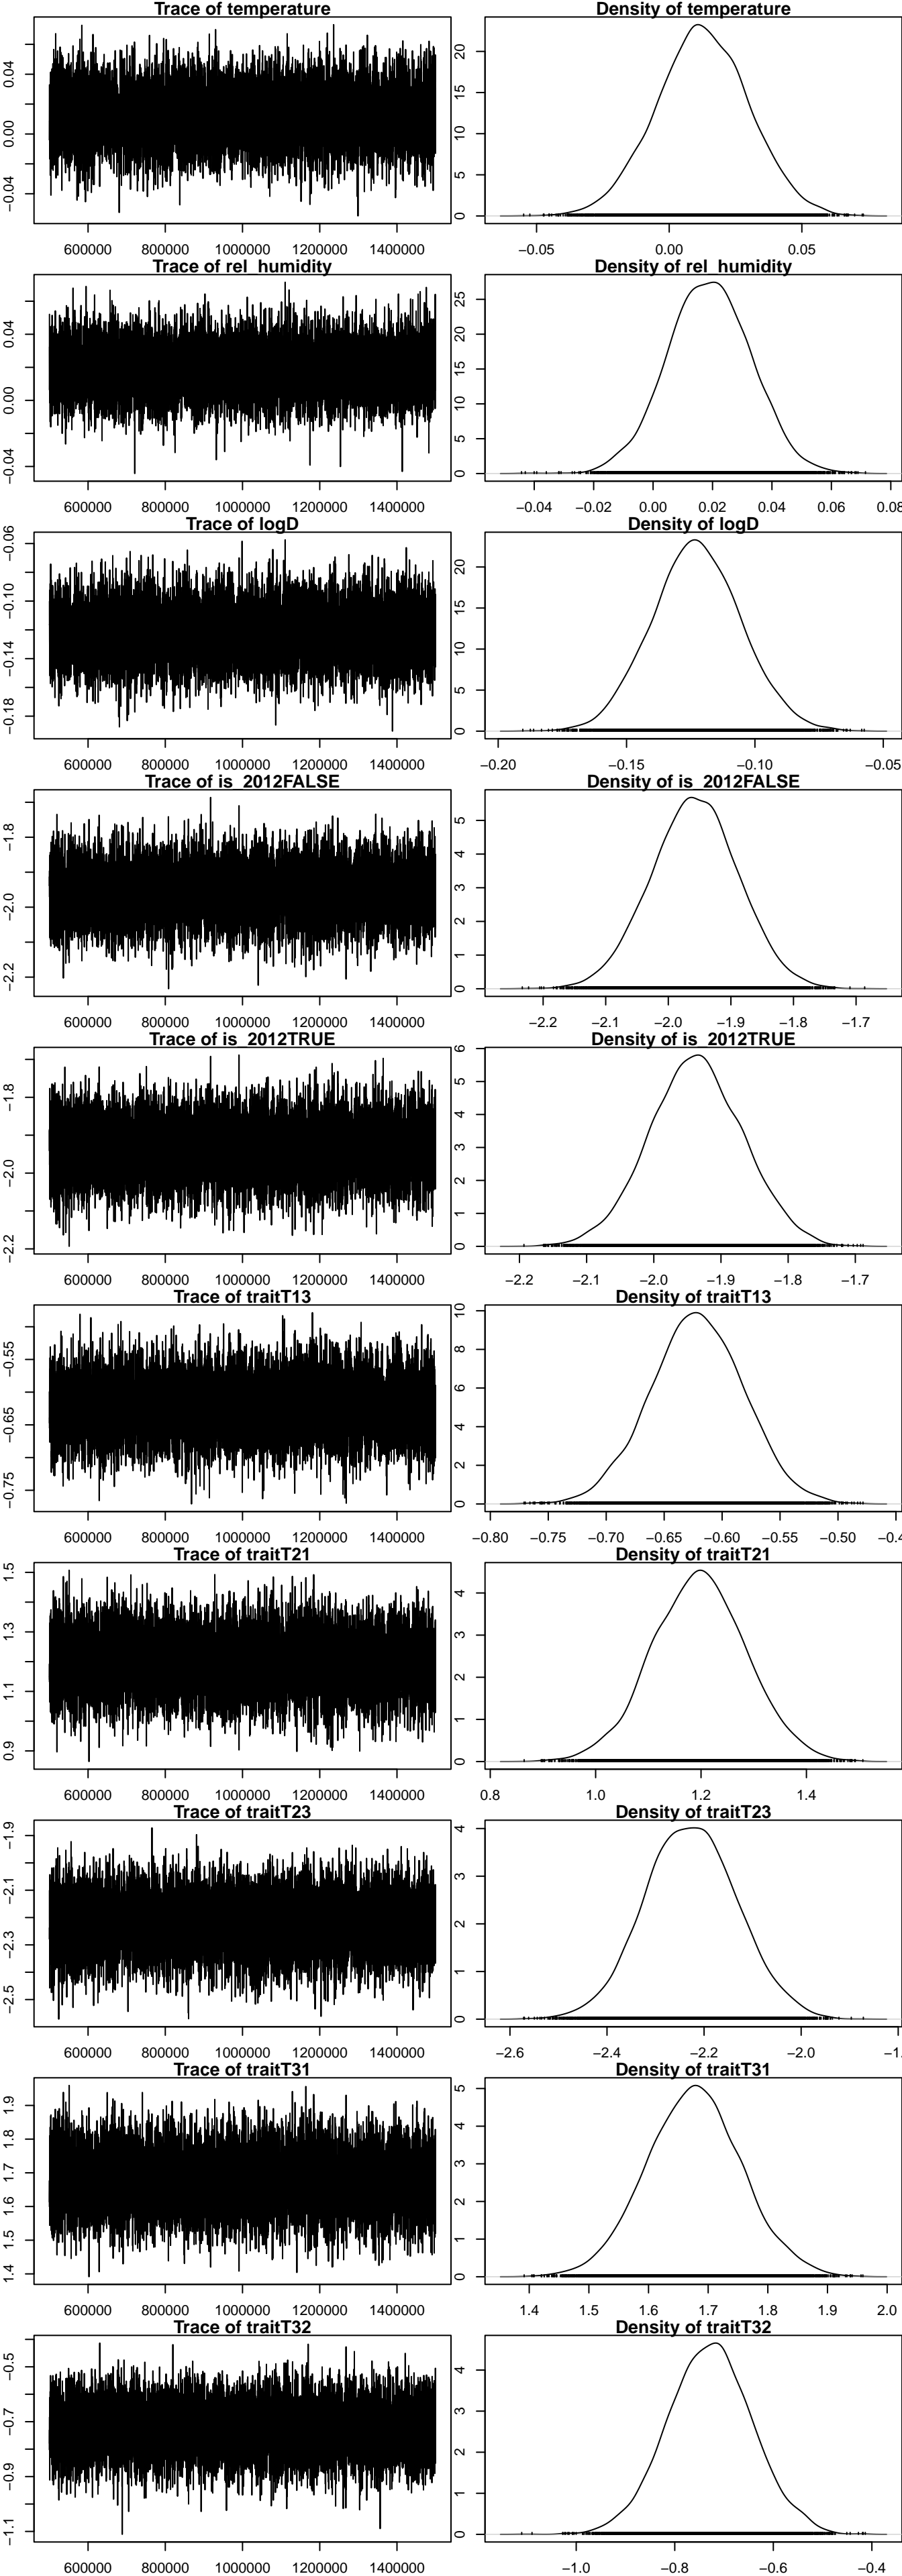 Trace of temperature
0.04
0.00
−0.04
600000 800000 1000000 1200000 1400000
Density of temperature
20
15
10
5
0
−0.05 0.00 0.05
Trace of rel_humidity
0.04
0.00
−0.04
600000 800000 1000000 1200000 1400000
Density of rel_humidity
25
20
15
10
5
0
−0.04 −0.02 0.00 0.02 0.04 0.06 0.08
Trace of logD
−0.06
−0.10
−0.14
−0.18
600000 800000 1000000 1200000 1400000
Density of logD
20
15
10
5
0
−0.20 −0.15 −0.10 −0.05
Trace of is_2012FALSE
−1.8
−2.0
−2.2
600000 800000 1000000 1200000 1400000
Density of is_2012FALSE
5
4
3
2
1
0
−2.2 −2.1 −2.0 −1.9 −1.8 −1.7
Trace of is_2012TRUE
−1.8
−2.0
−2.2
600000 800000 1000000 1200000 1400000
Density of is_2012TRUE
6
5
4
3
2
1
0
−2.2 −2.1 −2.0 −1.9 −1.8 −1.7
Trace of traitT13
−0.55
−0.65
−0.75
600000 800000 1000000 1200000 1400000
Density of traitT13
10
8
6
4
2
0
−0.80 −0.75 −0.70 −0.65 −0.60 −0.55 −0.50 −0.4
Trace of traitT21
1.5
1.3
1.1
0.9
600000 800000 1000000 1200000 1400000
Density of traitT21
4
3
2
1
0
0.8 1.0 1.2 1.4
Trace of traitT23
−1.9
−2.1
−2.3
−2.5
600000 800000 1000000 1200000 1400000
Density of traitT23
4
3
2
1
0
−2.6 −2.4 −2.2 −2.0 −1.
Trace of traitT31
1.9
1.8
1.7
1.6
1.5
1.4
600000 800000 1000000 1200000 1400000
Density of traitT31
5
4
3
2
1
0
1.4 1.5 1.6 1.7 1.8 1.9 2.0
Trace of traitT32
−0.5
−0.7
−0.9
−1.1
600000 800000 1000000 1200000 1400000
Density of traitT32
4
3
2
1
0
−1.0 −0.8 −0.6 −0.4